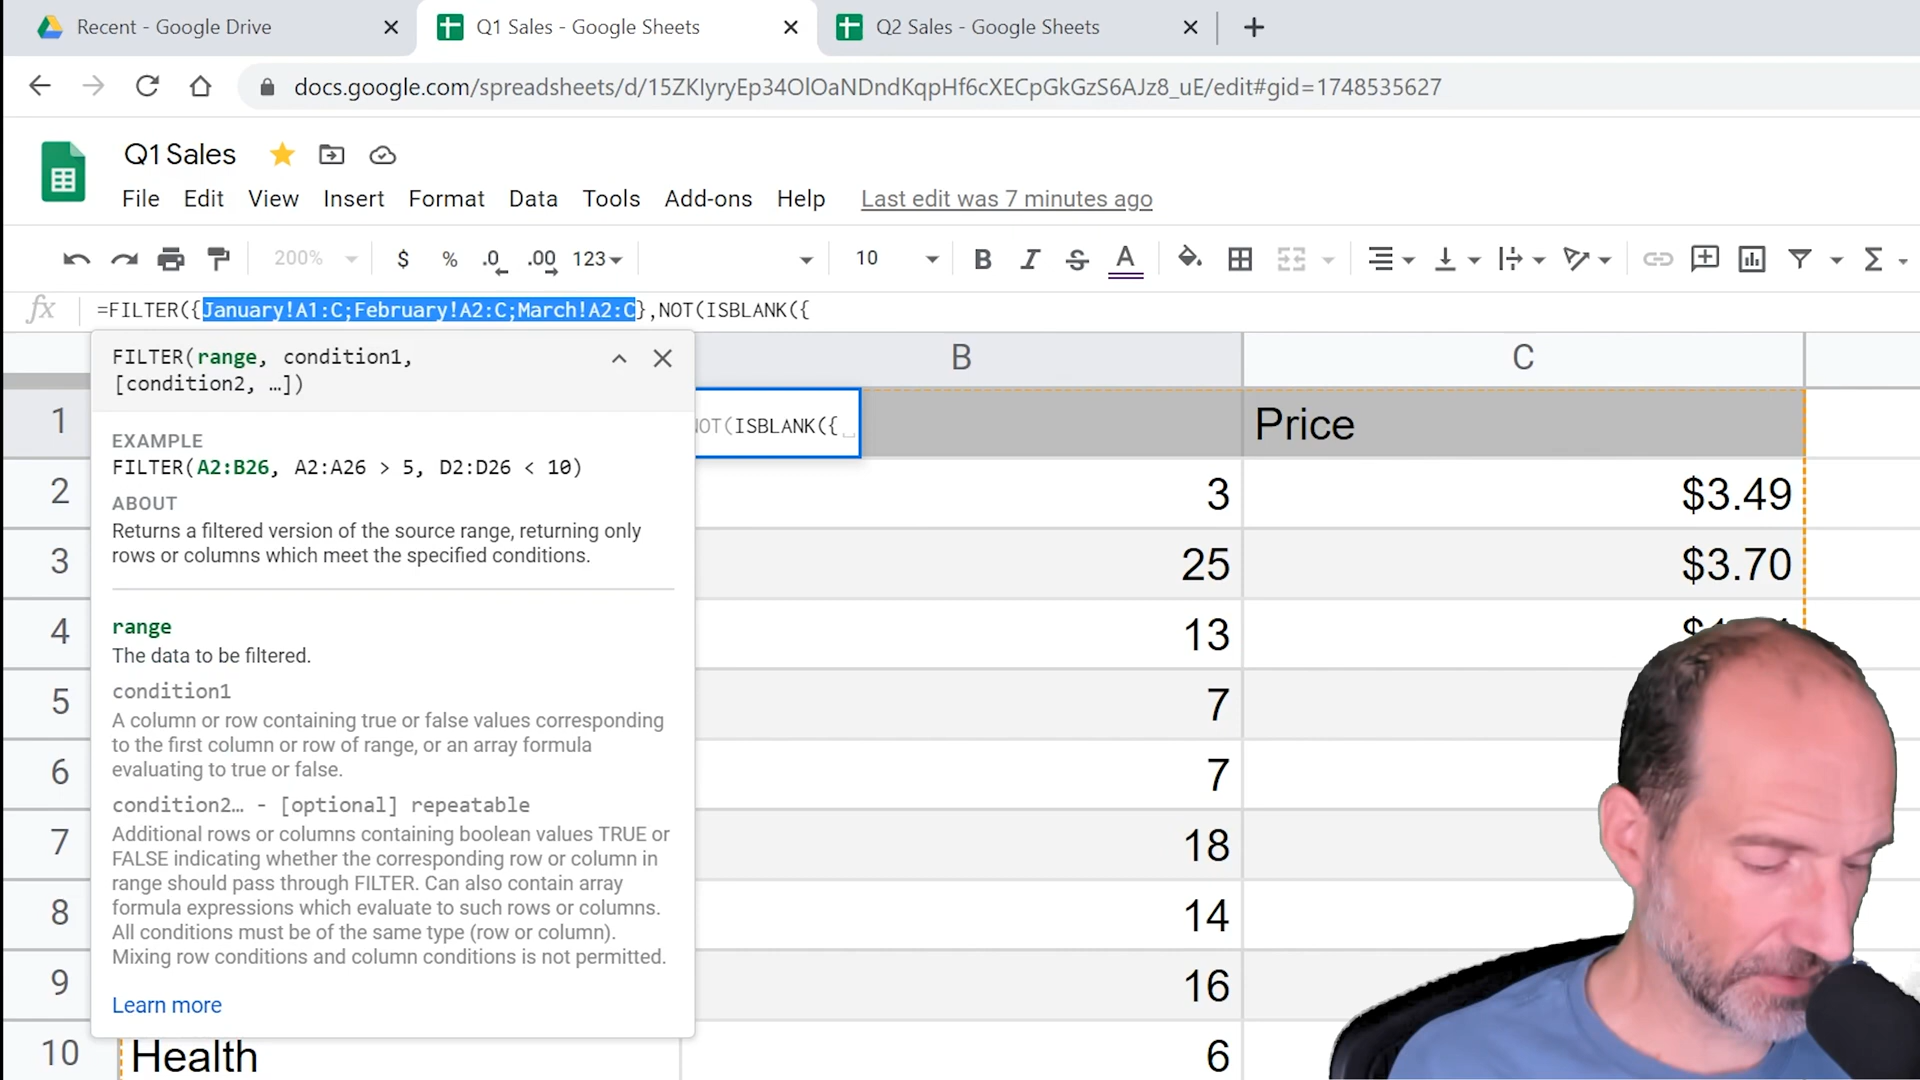 Recent - Google Drive
Q1 Sales - Google Sheets
Q2 Sales - Google Sheets
docs.google.com/spreadsheets/d/15ZKIyryEp34OlOaNDndKqpHf6cXECpGkGzS6AJz8_uE/edit#gid=1748535627
Q1 Sales
File Edit View Insert Format Data Tools Add-ons Help Last edit was 7 minutes ago
200% $ % .0 .00 123 10 B I S A Σ
fx =FILTER({January!A1:C;February!A2:C;March!A2:C},NOT(ISBLANK({
FILTER(range, condition1,
[condition2, …])
B C
EXAMPLE
FILTER(A2:B26, A2:A26 > 5, D2:D26 < 10)
ABOUT
Returns a filtered version of the source range, returning only
rows or columns which meet the specified conditions.
range
The data to be filtered.
condition1
A column or row containing true or false values corresponding
to the first column or row of range, or an array formula
evaluating to true or false.
condition2… - [optional] repeatable
Additional rows or columns containing boolean values TRUE or
FALSE indicating whether the corresponding row or column in
range should pass through FILTER. Can also contain array
formula expressions which evaluate to such rows or columns.
All conditions must be of the same type (row or column).
Mixing row conditions and column conditions is not permitted.
Learn more
1 NOT(ISBLANK({ Price
2 3 $3.49
3 25 $3.70
4 13
5 7
6 7
7 18
8 14
9 16
10 Health 6